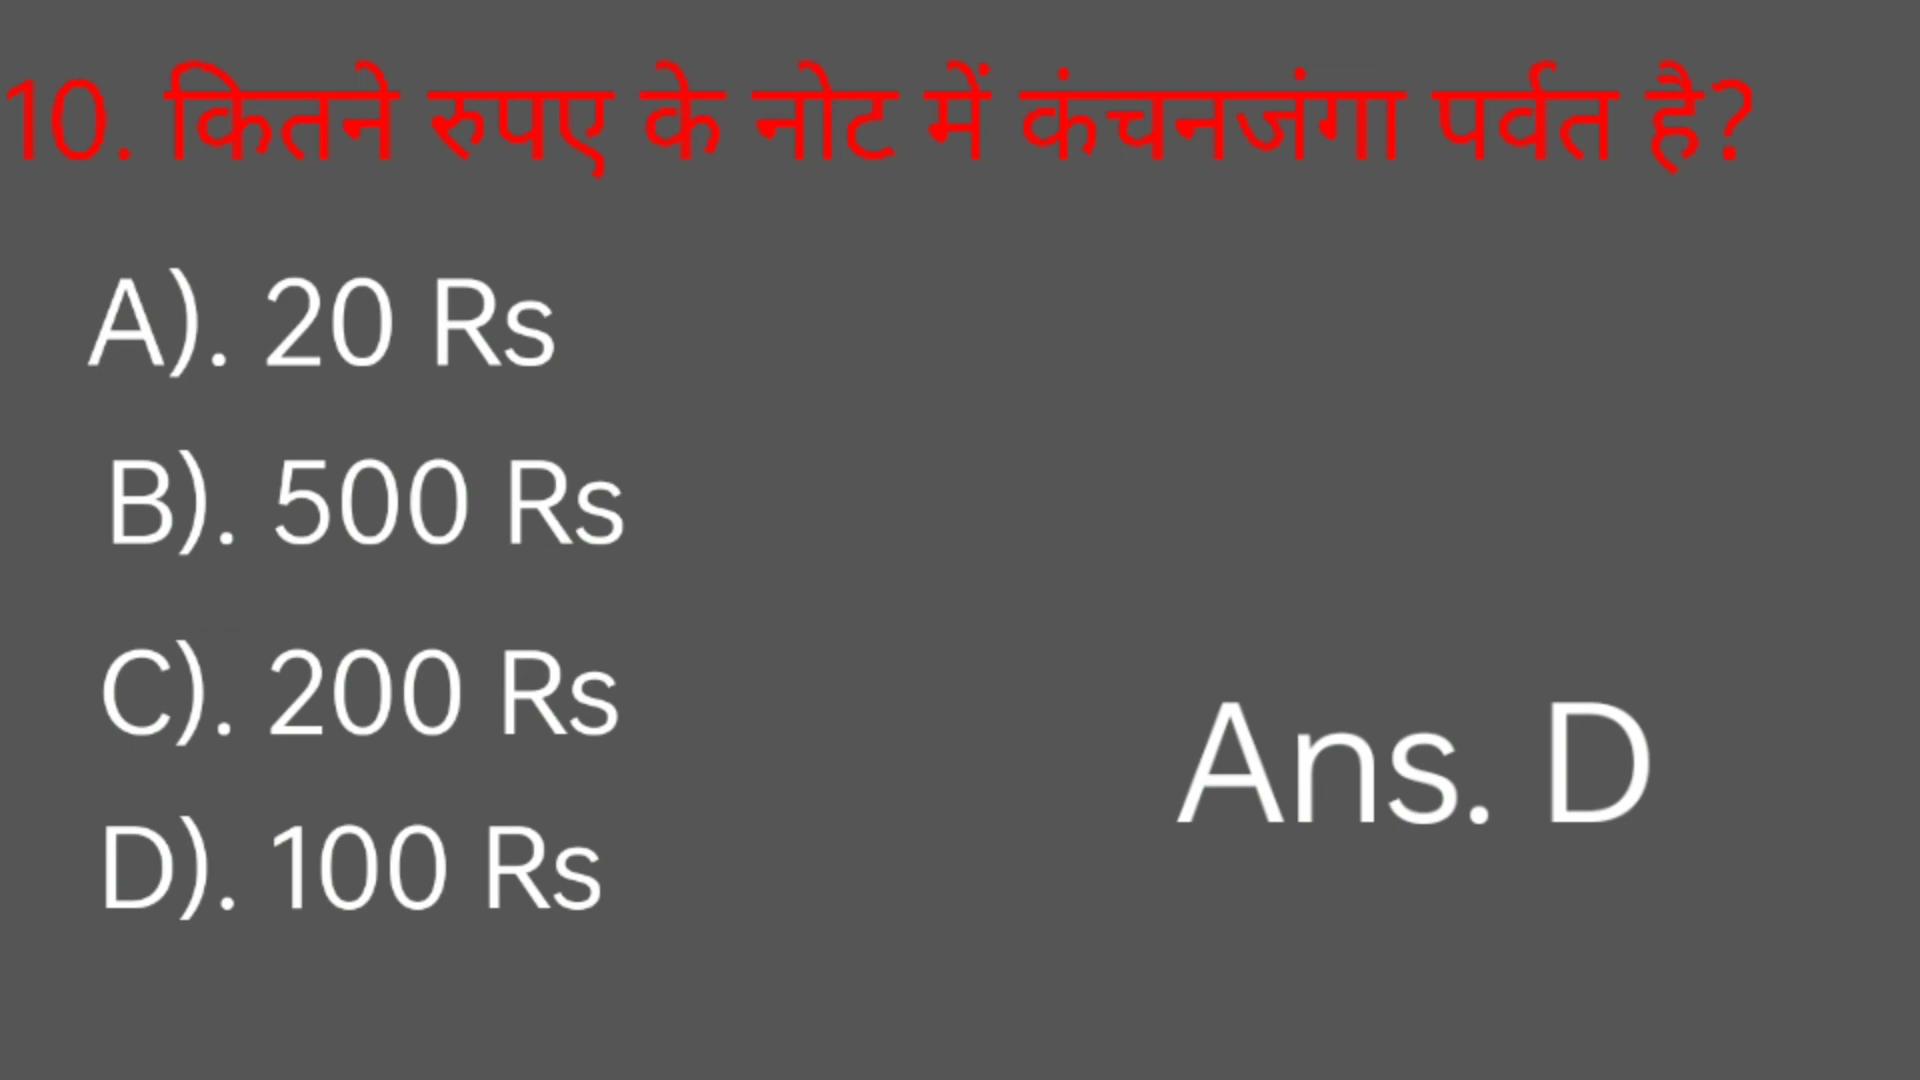 10. कितने रुपए के नोट में कंचनजंगा पर्वत है?
A). 20 Rs
B). 500 Rs
C). 200 Rs
D). 100 Rs
Ans. D